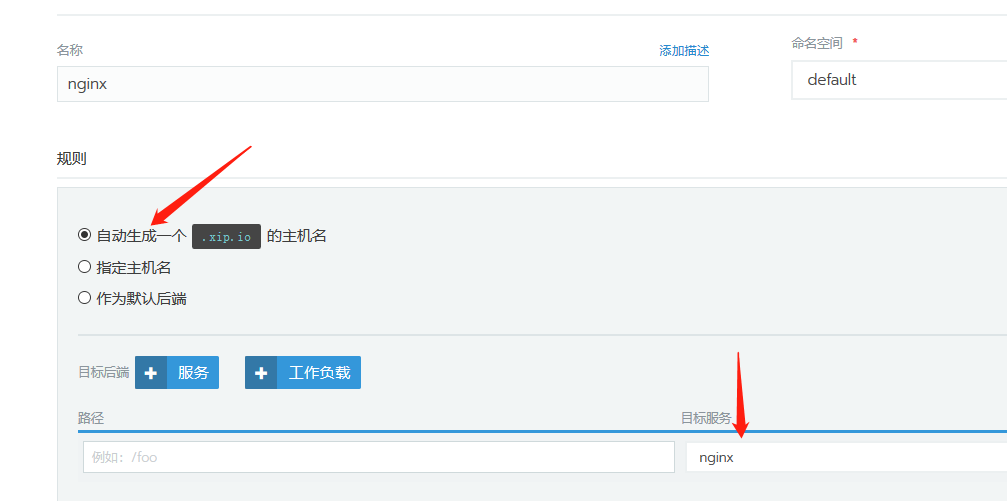 名称 添加描述 命名空间 *
nginx default
规则
自动生成一个 .xip.io 的主机名
指定主机名
作为默认后端
目标后端 + 服务 + 工作负载
路径 目标服务
例如：/foo nginx